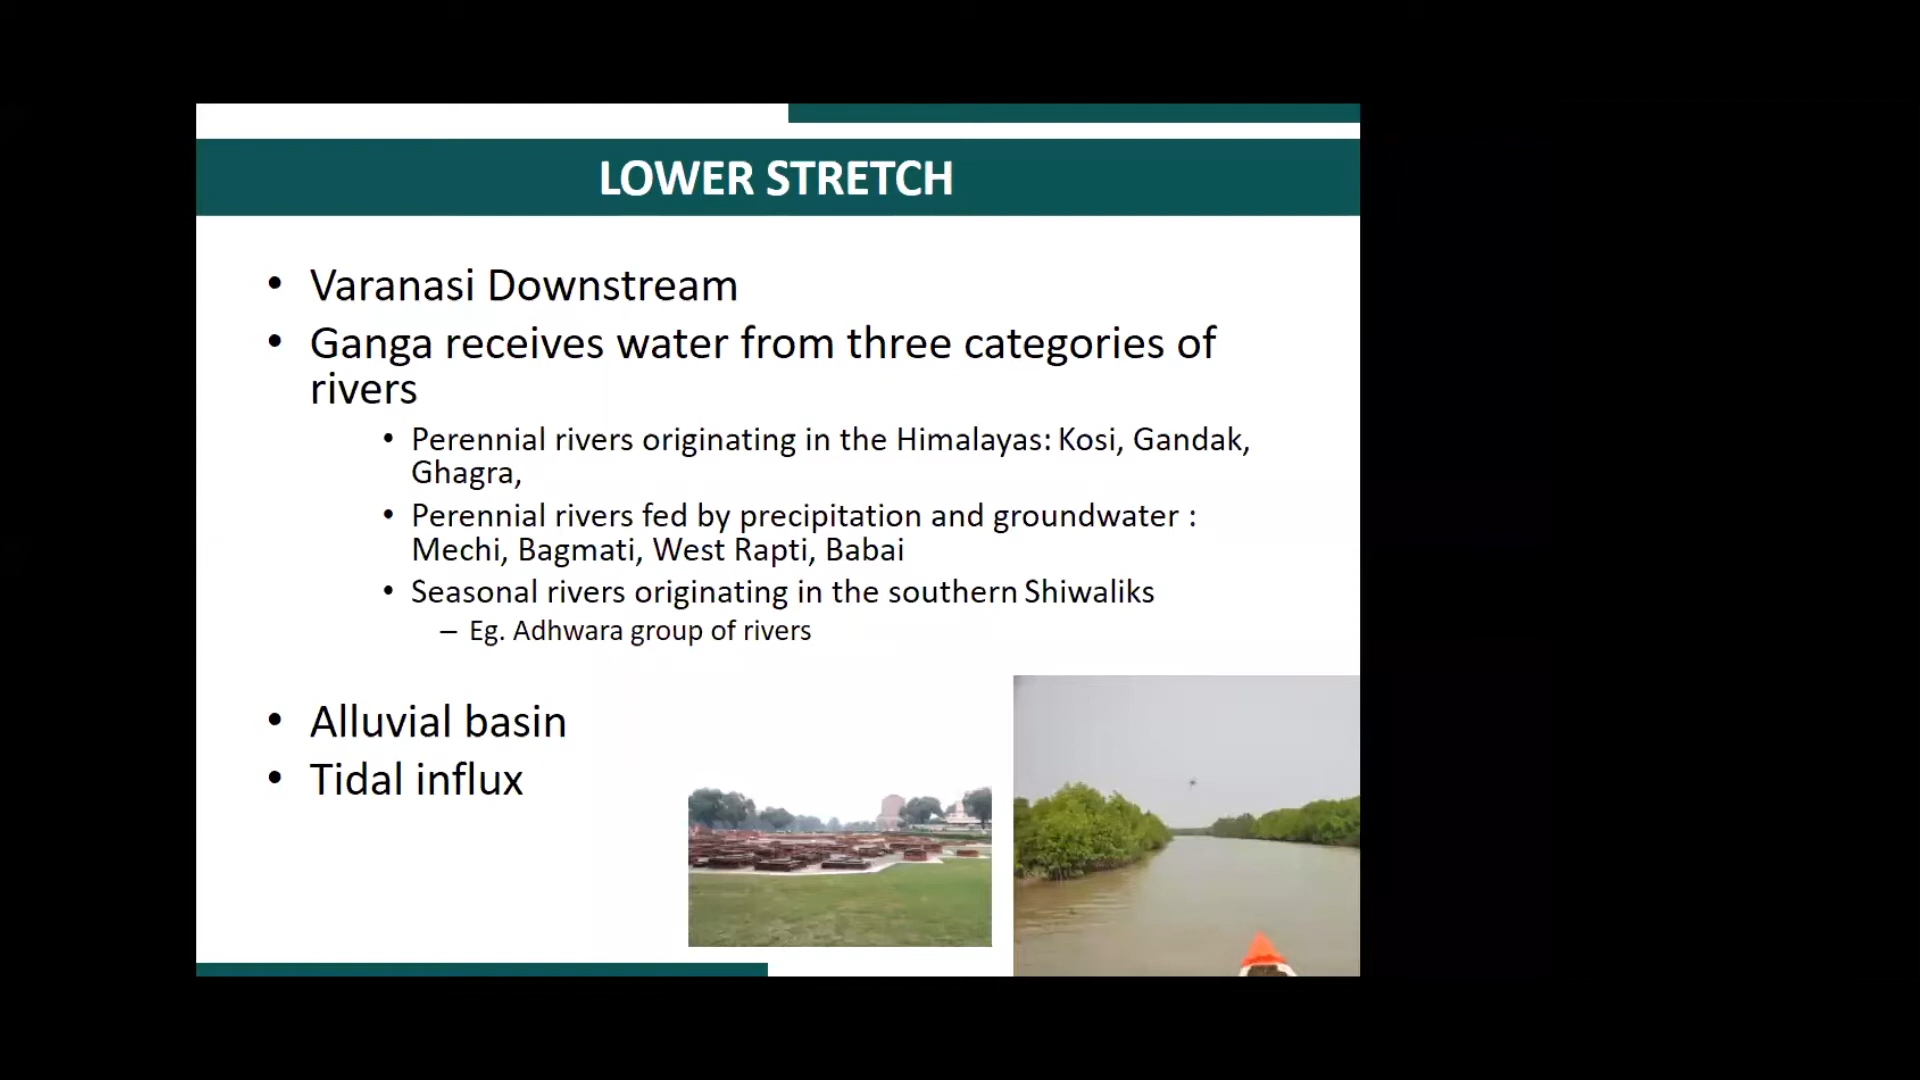 LOWER STRETCH
• Varanasi Downstream
• Ganga receives water from three categories of
rivers
• Perennial rivers originating in the Himalayas: Kosi, Gandak,
Ghagra,
• Perennial rivers fed by precipitation and groundwater :
Mechi, Bagmati, West Rapti, Babai
• Seasonal rivers originating in the southern Shiwaliks
– Eg. Adhwara group of rivers
• Alluvial basin
• Tidal influx